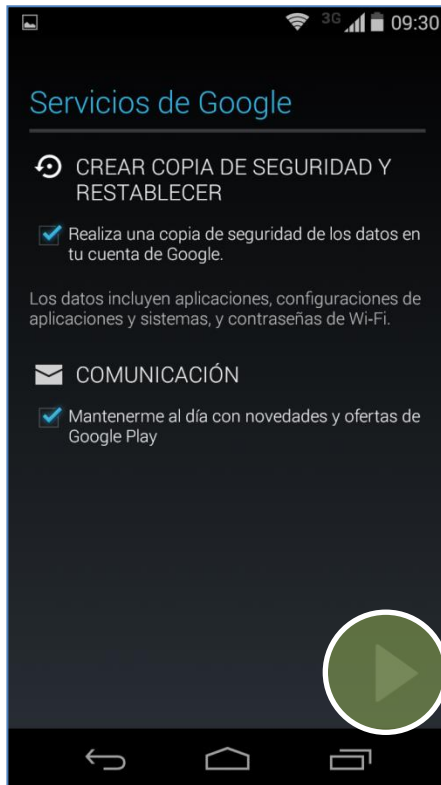 3G 09:30
Servicios de Google
CREAR COPIA DE SEGURIDAD Y
RESTABLECER
Realiza una copia de seguridad de los datos en
tu cuenta de Google.
Los datos incluyen aplicaciones, configuraciones de
aplicaciones y sistemas, y contraseñas de Wi-Fi.
COMUNICACIÓN
Mantenerme al día con novedades y ofertas de
Google Play